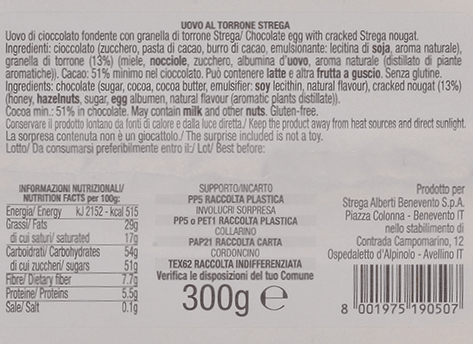 UOVO AL TORRONE STREGA
Uovo di cioccolato fondente con granella di torrone Strega/ Chocolate egg with cracked Strega nougat.
Ingredienti: cioccolato (zucchero, pasta di cacao, burro di cacao, emulsionante: lecitina di soja, aroma naturale),
granella di torrone (13%) (miele, nocciole, zucchero, albumina d'uovo, aroma naturale (distillato di piante
aromatiche)). Cacao: 51% minimo nel cioccolato. Può contenere latte e altra frutta a guscio. Senza glutine.
Ingredients: chocolate (sugar, cocoa, cocoa butter, emulsifer: soy lecithin, natural flavour), cracked nougat (13%)
(honey, hazelnuts, sugar, egg albumen, natural flavour (aromatic plants distillate)).
Cocoa min.: 51% in chocolate. May contain milk and other nuts. Gluten-free.
Conservare il prodotto lontano da fonti di calore e dalla luce diretta./ Keep the product away from heat sources and direct sunlight.
La sorpresa contenuta non è un giocattolo./ The surprise included is not a toy.
Lotto/ Da consumarsi preferibilmente entro il:/ Lot/ Best before:
INFORMAZIONI NUTRIZIONALI/
NUTRITION FACTS per 100g:
Energia/ Energy kJ 2152 - kcal 515
Grassi/ Fats 29g
di cui saturi/ saturated 17g
Carboidrati/ Carbohydrates 54g
di cui zuccheri/ sugars 51g
Fibre/ Dietary fiber 7.7g
Proteine/ Proteins 5.5g
Sale/ Salt 0.1g
SUPPORTO/INCARTO
PP5 RACCOLTA PLASTICA
INVOLUCRI SORPRESA
PP5 o PET1 RACCOLTA PLASTICA
COLLARINO
PAP21 RACCOLTA CARTA
CORDONCINO
TEX62 RACCOLTA INDIFFERENZIATA
Verifica le disposizioni del tuo Comune
300g e
Prodotto per
Strega Alberti Benevento S.p.A.
Piazza Colonna - Benevento IT
nello stabilimento di
Contrada Campomarino, 12
Ospedaletto d'Alpinolo - Avellino IT
8 001975 190507